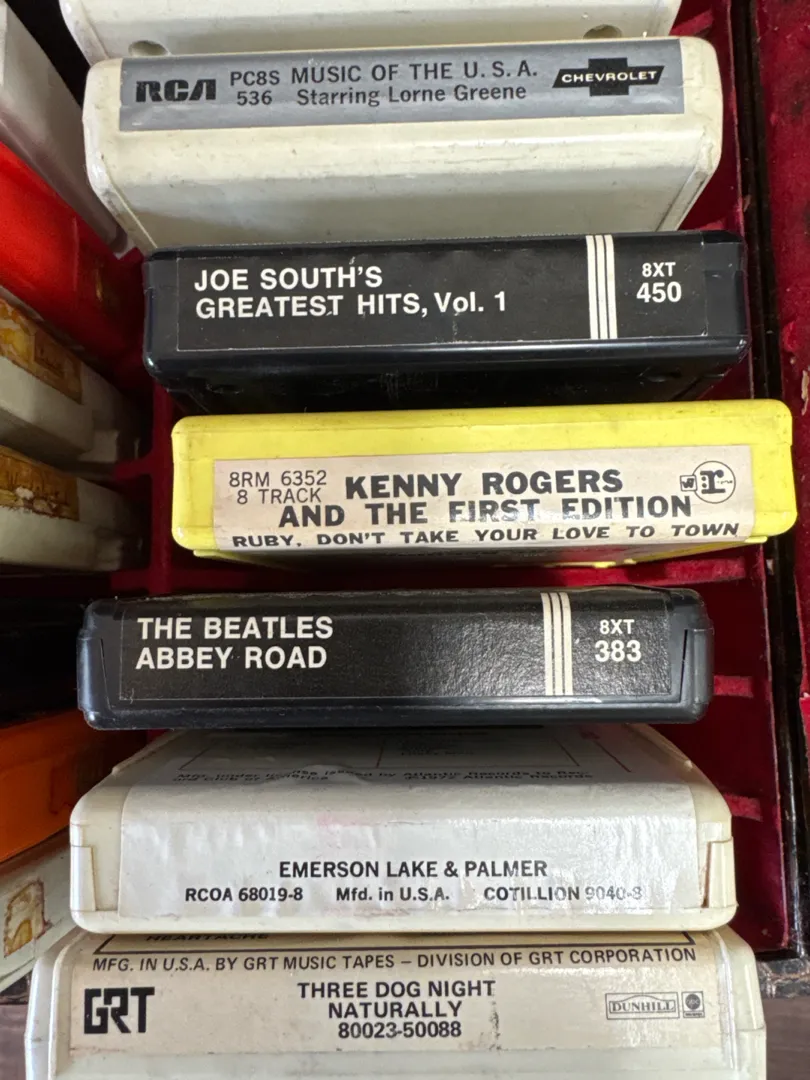 RCA PC8S MUSIC OF THE U.S.A. CHEVROLET
536 Starring Lorne Greene
JOE SOUTH'S
GREATEST HITS, Vol. 1
8XT
450
8RM 6352
8 TRACK
KENNY ROGERS
AND THE FIRST EDITION
RUBY, DON'T TAKE YOUR LOVE TO TOWN
W: r
THE BEATLES
ABBEY ROAD
8XT
383
EMERSON LAKE & PALMER
RCOA 68019-8 Mfd. in U.S.A. COTILLION 9040-8
HEARTACHE
MFG. IN U.S.A. BY GRT MUSIC TAPES – DIVISION OF GRT CORPORATION
GRT
THREE DOG NIGHT
NATURALLY
80023-50088
DUNHILL